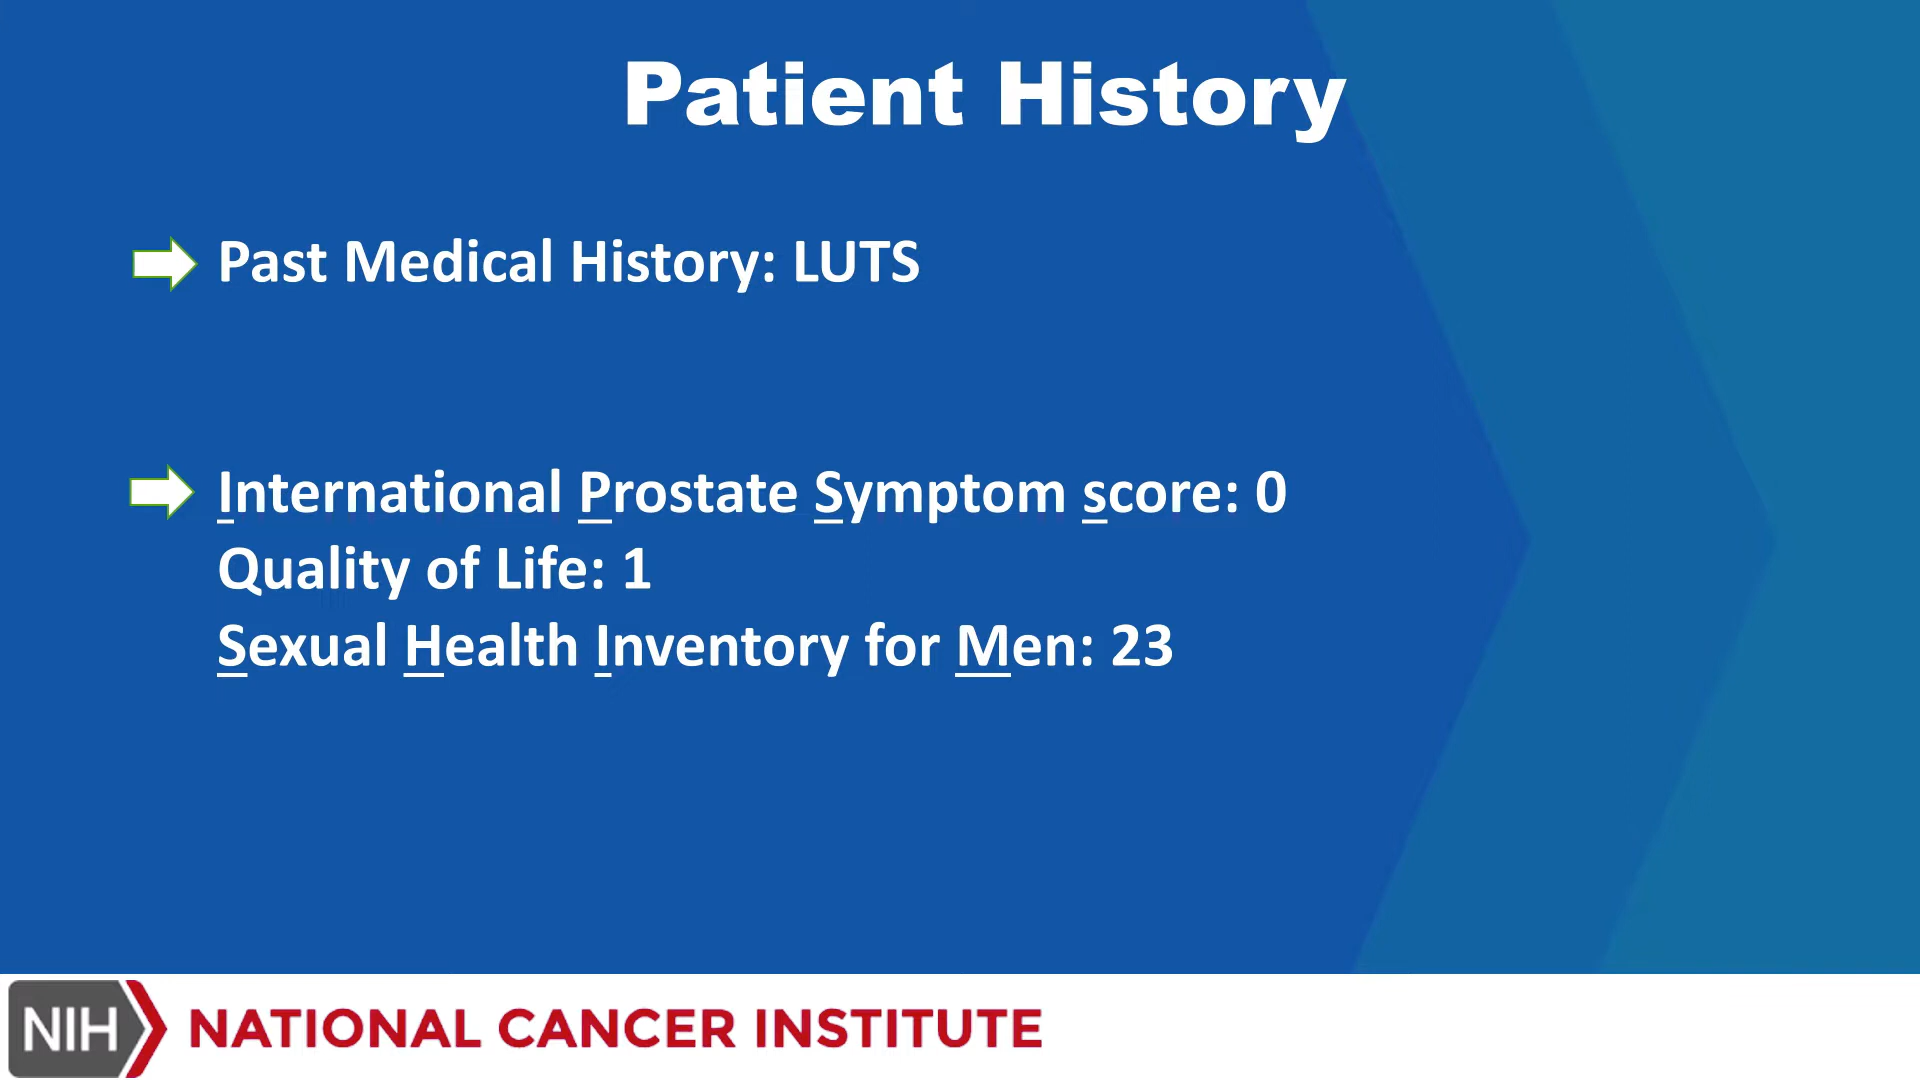 Patient History
Past Medical History: LUTS
International Prostate Symptom score: 0
Quality of Life: 1
Sexual Health Inventory for Men: 23
NIH NATIONAL CANCER INSTITUTE